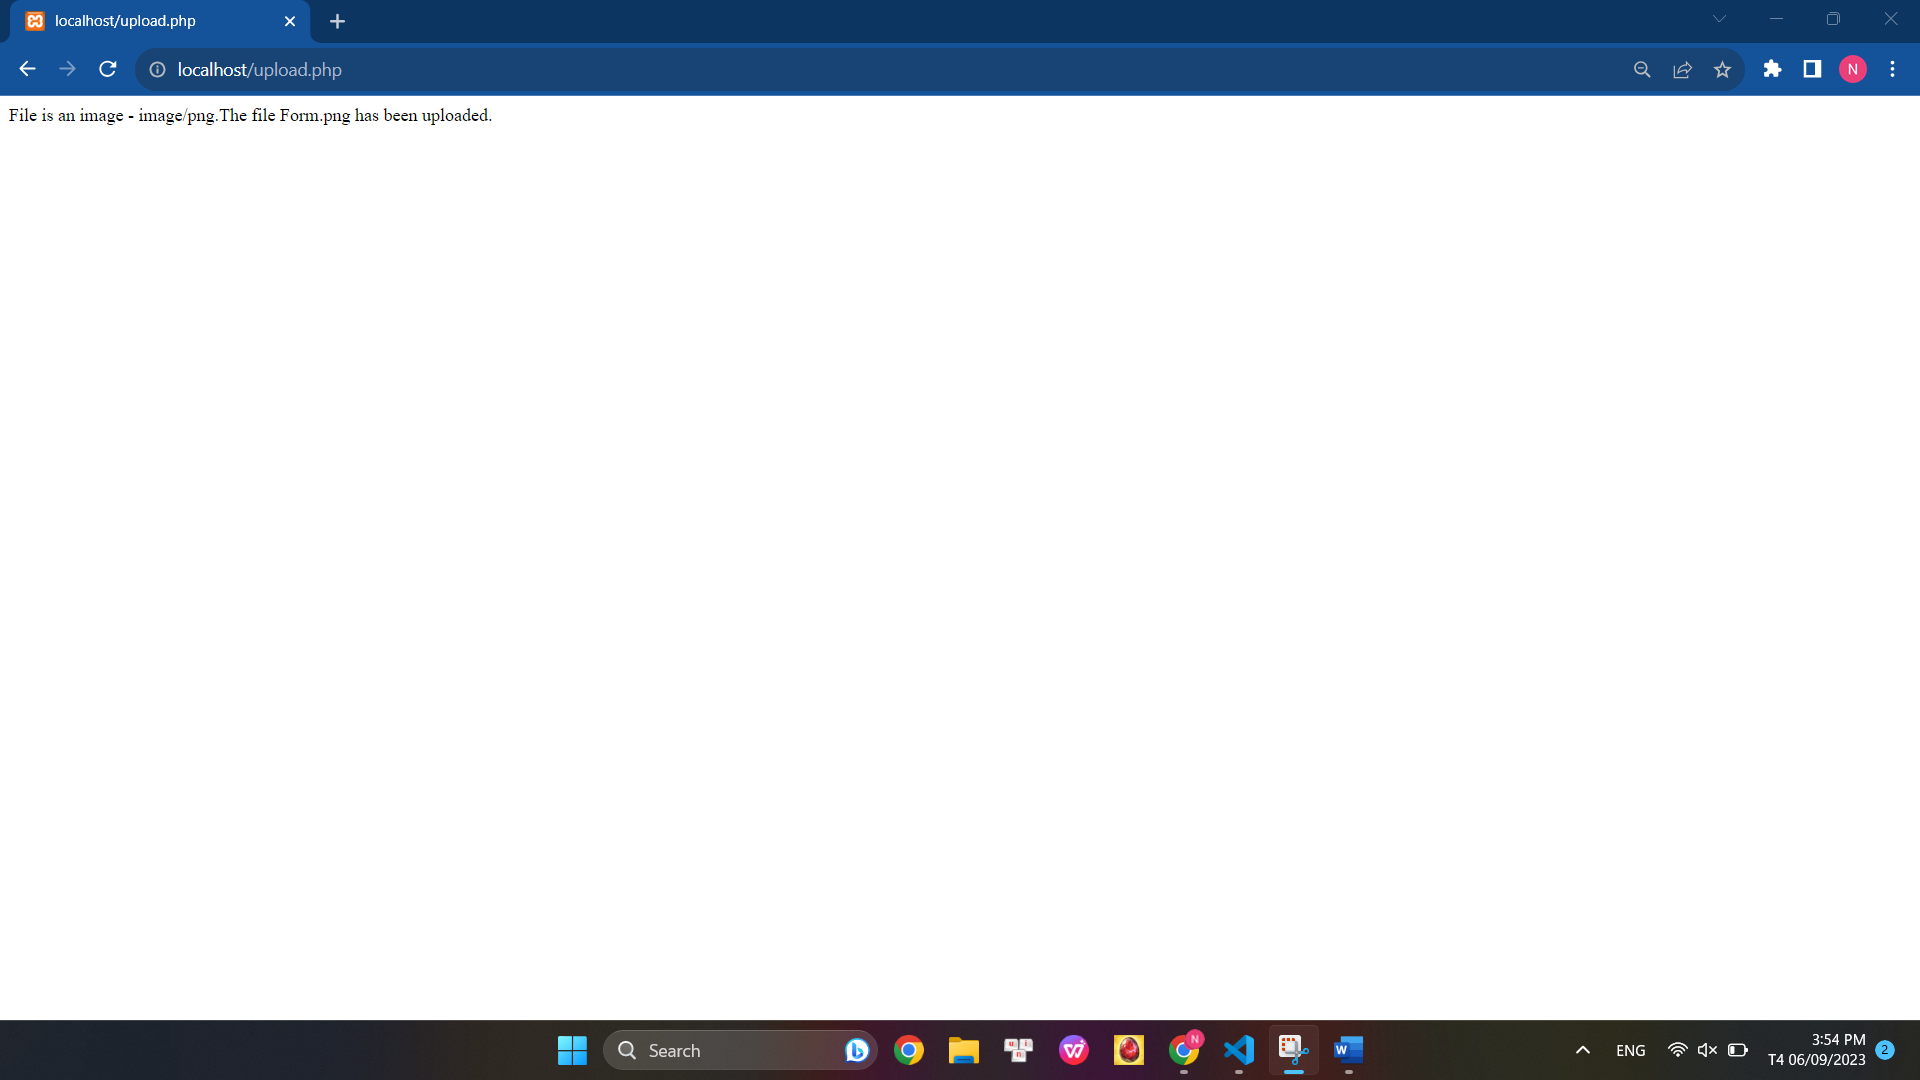 localhost/upload.php
localhost/upload.php
N
File is an image - image/png.The file Form.png has been uploaded.
Search
N
W
ENG
3:54 PM
T4 06/09/2023
2